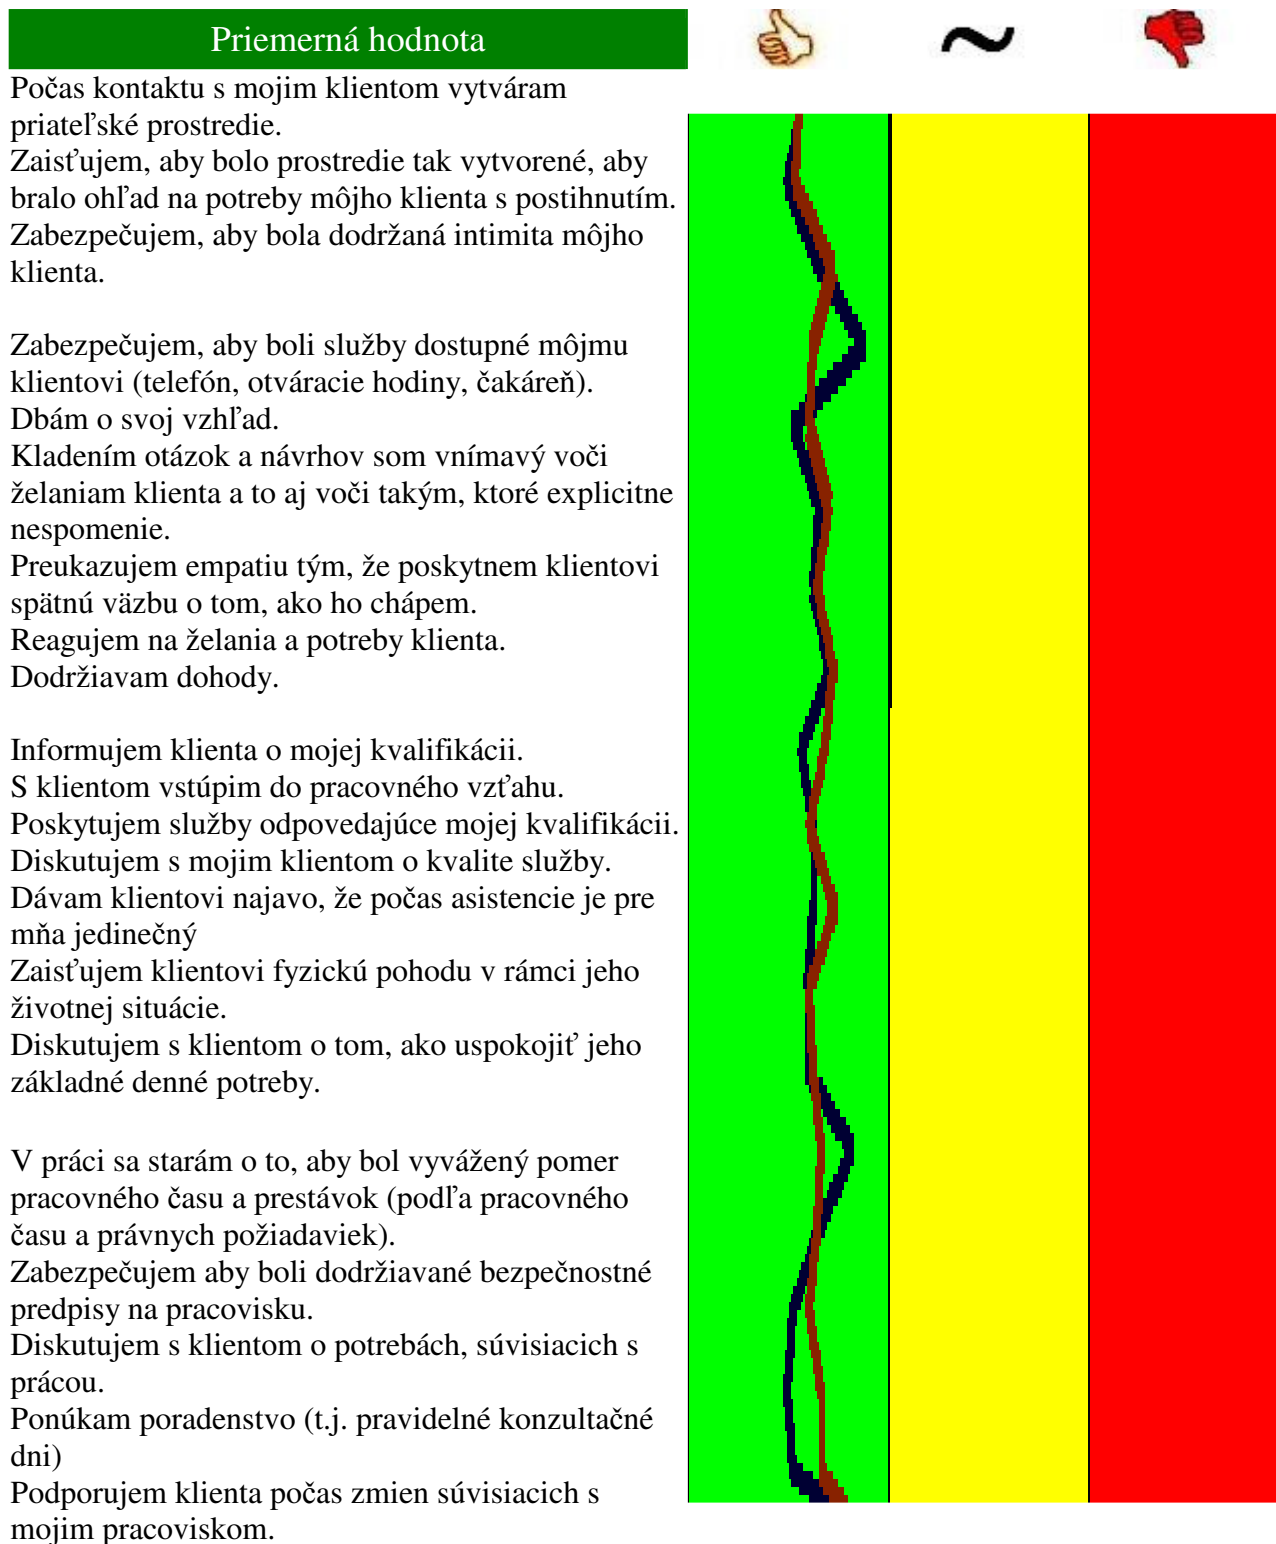 Priemerná hodnota
~
Počas kontaktu s mojim klientom vytváram
priateľské prostredie.
Zaisťujem, aby bolo prostredie tak vytvorené, aby
bralo ohľad na potreby môjho klienta s postihnutím.
Zabezpečujem, aby bola dodržaná intimita môjho
klienta.
Zabezpečujem, aby boli služby dostupné môjmu
klientovi (telefón, otváracie hodiny, čakáreň).
Dbám o svoj vzhľad.
Kladením otázok a návrhov som vnímavý voči
želaniam klienta a to aj voči takým, ktoré explicitne
nespomenie.
Preukazujem empatiu tým, že poskytnem klientovi
spätnú väzbu o tom, ako ho chápem.
Reagujem na želania a potreby klienta.
Dodržiavam dohody.
Informujem klienta o mojej kvalifikácii.
S klientom vstúpim do pracovného vzťahu.
Poskytujem služby odpovedajúce mojej kvalifikácii.
Diskutujem s mojim klientom o kvalite služby.
Dávam klientovi najavo, že počas asistencie je pre
mňa jedinečný
Zaisťujem klientovi fyzickú pohodu v rámci jeho
životnej situácie.
Diskutujem s klientom o tom, ako uspokojiť jeho
základné denné potreby.
V práci sa starám o to, aby bol vyvážený pomer
pracovného času a prestávok (podľa pracovného
času a právnych požiadaviek).
Zabezpečujem aby boli dodržiavané bezpečnostné
predpisy na pracovisku.
Diskutujem s klientom o potrebách, súvisiacich s
prácou.
Ponúkam poradenstvo (t.j. pravidelné konzultačné
dni)
Podporujem klienta počas zmien súvisiacich s
mojim pracoviskom.